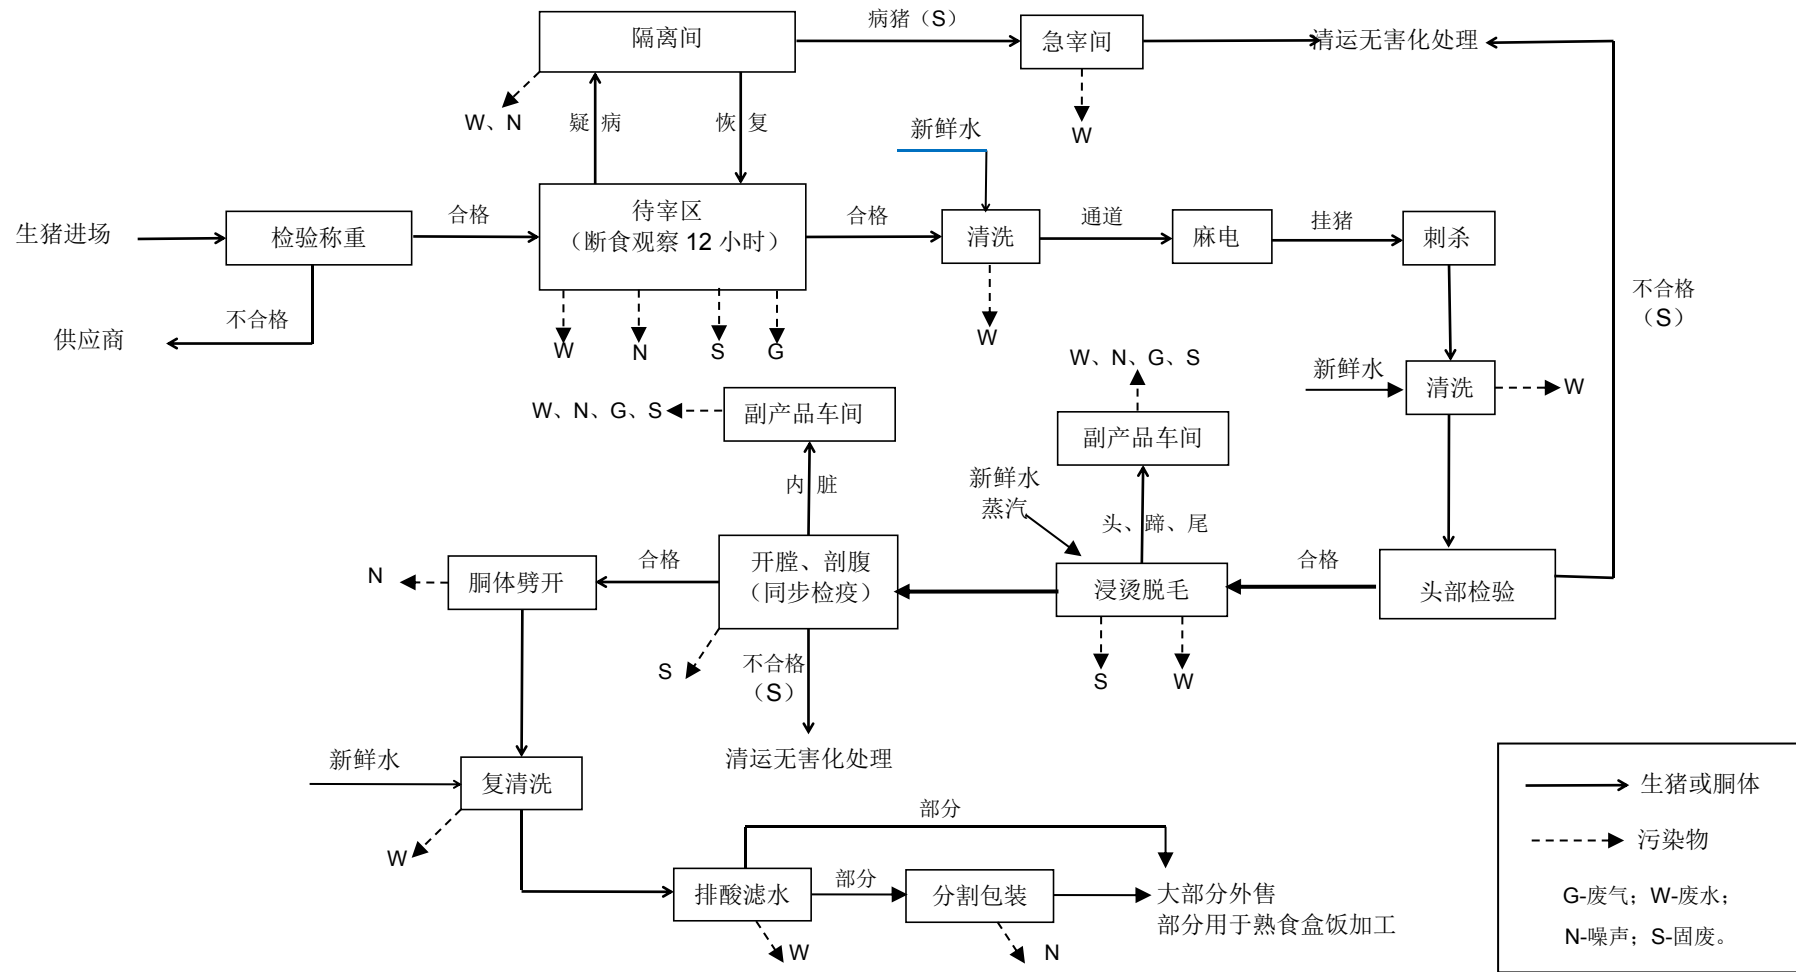 隔离间
病猪（S）
急宰间
清运无害化处理
W、N
疑 病
恢 复
新鲜水
W
生猪进场
检验称重
合格
待宰区
（断食观察 12 小时）
合格
清洗
通道
麻电
挂猪
刺杀
不合格
（S）
不合格
供应商
W
N
S
G
W
W、N、G、S
新鲜水
清洗
W
W、N、G、S
副产品车间
副产品车间
内 脏
新鲜水
蒸汽
头、蹄、尾
N
胴体劈开
合格
开膛、剖腹
（同步检疫）
浸烫脱毛
合格
头部检验
S
不合格
（S）
S
W
清运无害化处理
新鲜水
复清洗
W
部分
排酸滤水
部分
分割包装
大部分外售
部分用于熟食盒饭加工
W
N
生猪或胴体
污染物
G-废气；W-废水；
N-噪声；S-固废。